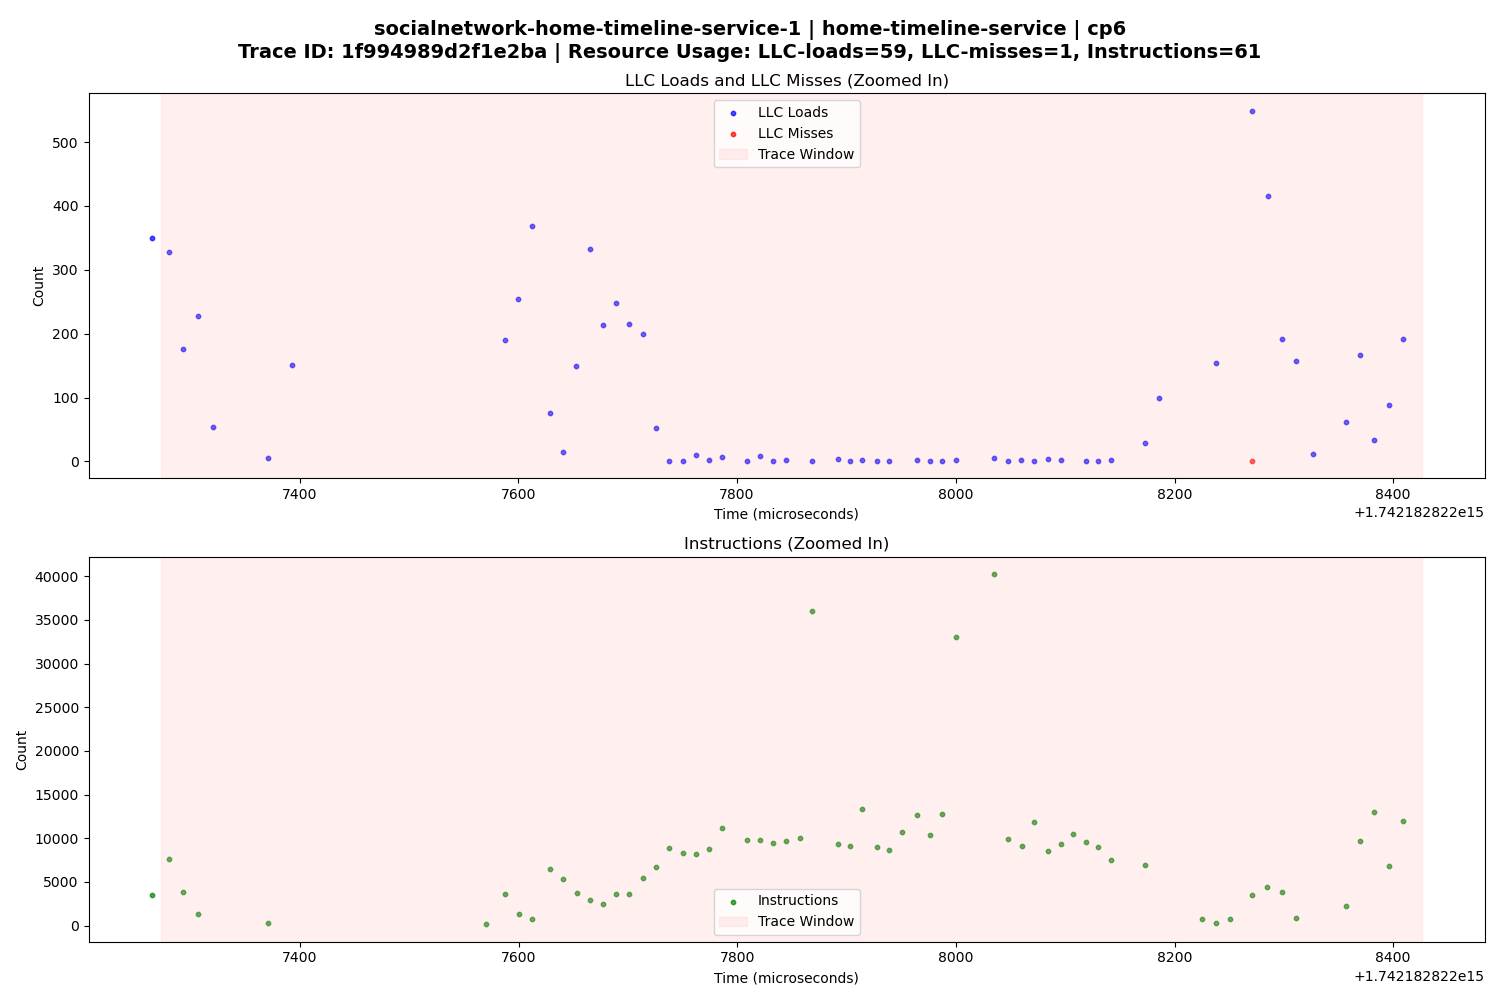 socialnetwork-home-timeline-service-1 | home-timeline-service | cp6
Trace ID: 1f994989d2f1e2ba | Resource Usage: LLC-loads=59, LLC-misses=1, Instructions=61
LLC Loads and LLC Misses (Zoomed In)
LLC Loads
LLC Misses
Trace Window
Count
500
400
300
200
100
0
7400
7600
7800
8000
8200
8400
Time (microseconds)
+1.742182822e15
Instructions (Zoomed In)
Count
40000
35000
30000
25000
20000
15000
10000
5000
0
Instructions
Trace Window
7400
7600
7800
8000
8200
8400
Time (microseconds)
+1.742182822e15